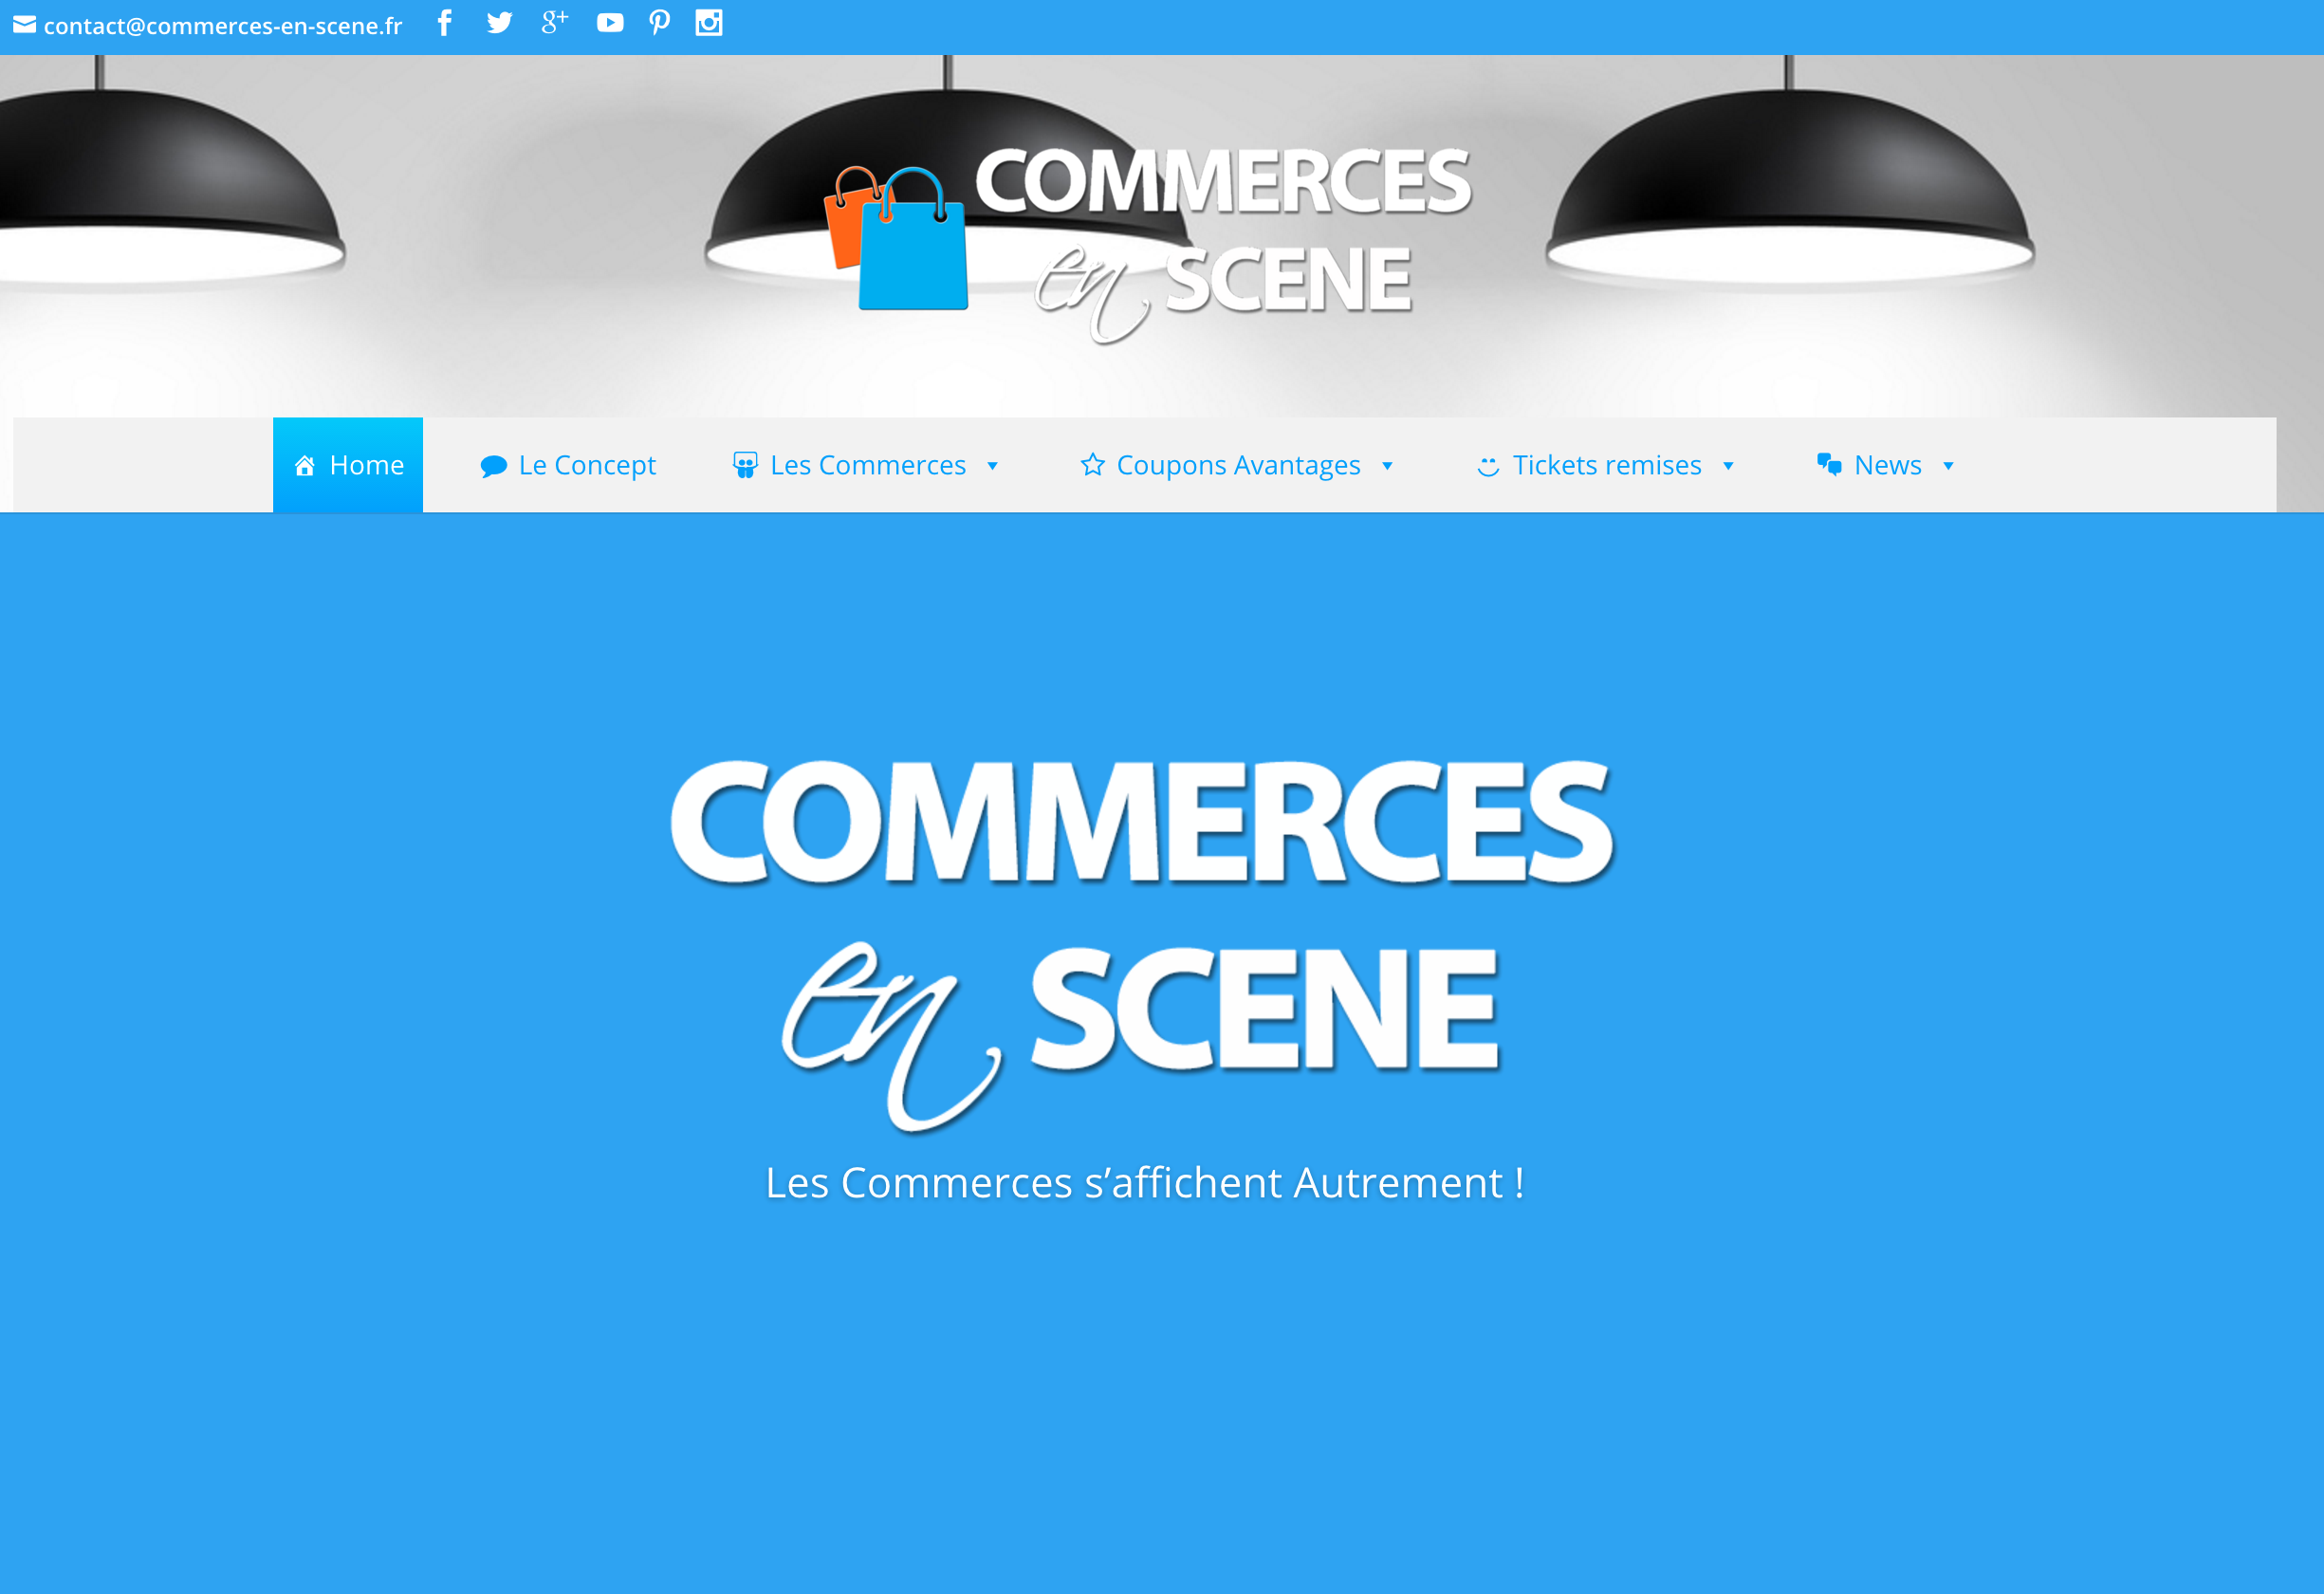 contact@commerces-en-scene.fr
COMMERCES
en SCENE
Home Le Concept Les Commerces Coupons Avantages Tickets remises News
COMMERCES
en SCENE
Les Commerces s’affichent Autrement !